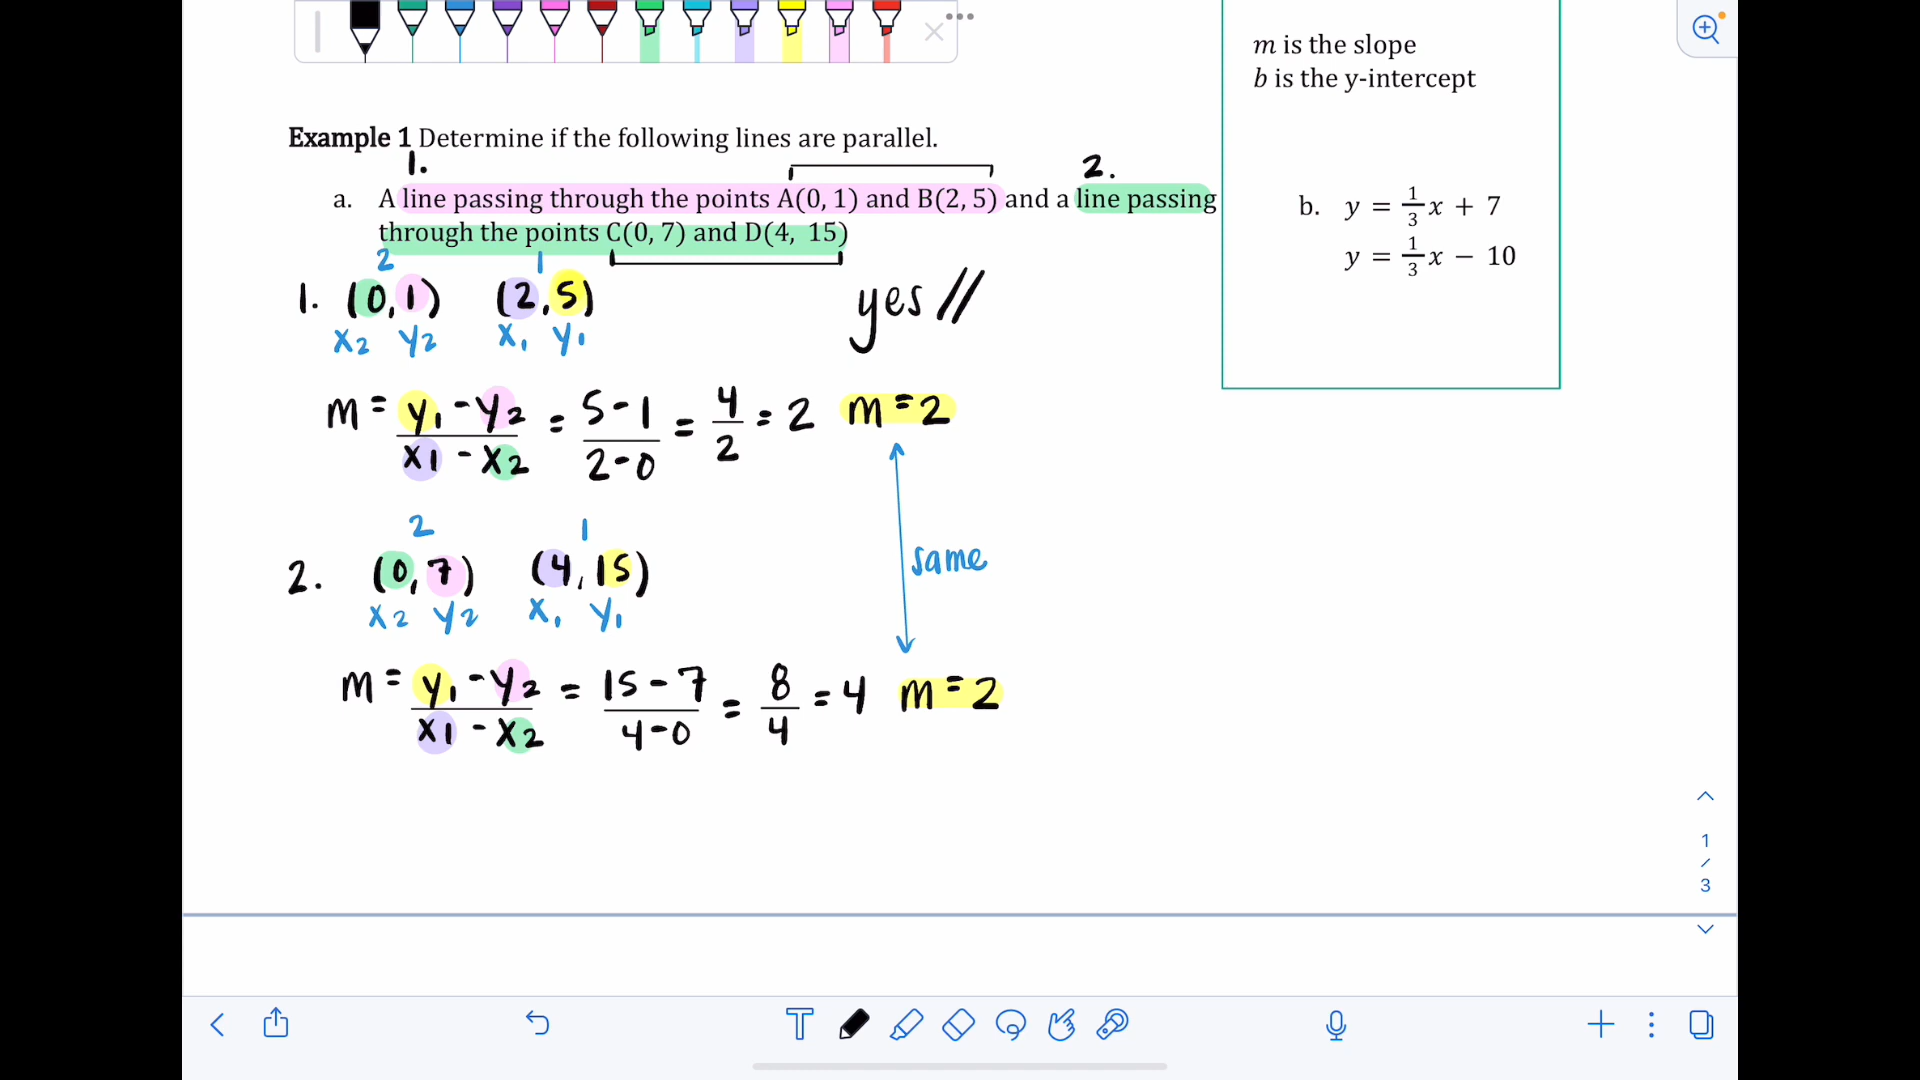 m is the slope
b is the y-intercept
Example 1 Determine if the following lines are parallel.
1.
2.
a. A line passing through the points A(0, 1) and B(2, 5) and a line passing
through the points C(0, 7) and D(4, 15)
b. y = 1/3 x + 7
y = 1/3 x − 10
2 1
1. (0, 1) (2, 5)
x2 y2 x1 y1
yes //
m = y1 - y2 / x1 - x2 = 5 - 1 / 2 - 0 = 4 / 2 = 2 m = 2
same
2 1
2. (0, 7) (4, 15)
x2 y2 x1 y1
m = y1 - y2 / x1 - x2 = 15 - 7 / 4 - 0 = 8 / 4 = 4 m = 2
1
/
3
T